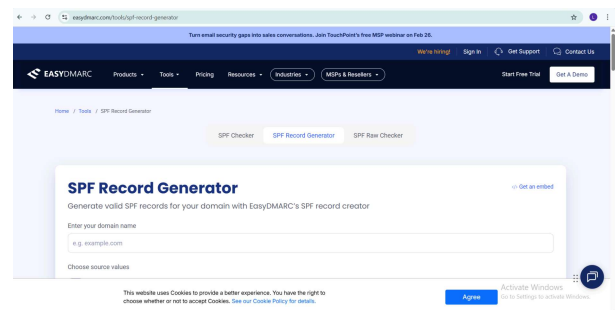 easydmarc.com/tools/spf-record-generator
L
Turn email security gaps into sales conversations. Join TouchPoint's free MSP webinar on Feb 26.
We're hiring! Sign In Get Support Contact Us
EASYDMARC Products Tools Pricing Resources Industries MSPs & Resellers Start Free Trial Get A Demo
Home / Tools / SPF Record Generator
SPF Checker SPF Record Generator SPF Raw Checker
SPF Record Generator
</> Get an embed
Generate valid SPF records for your domain with EasyDMARC's SPF record creator
Enter your domain name
e.g. example.com
Choose source values
This website uses Cookies to provide a better experience. You have the right to
choose whether or not to accept Cookies. See our Cookie Policy for details.
Agree
Activate Windows
Go to Settings to activate Windows.